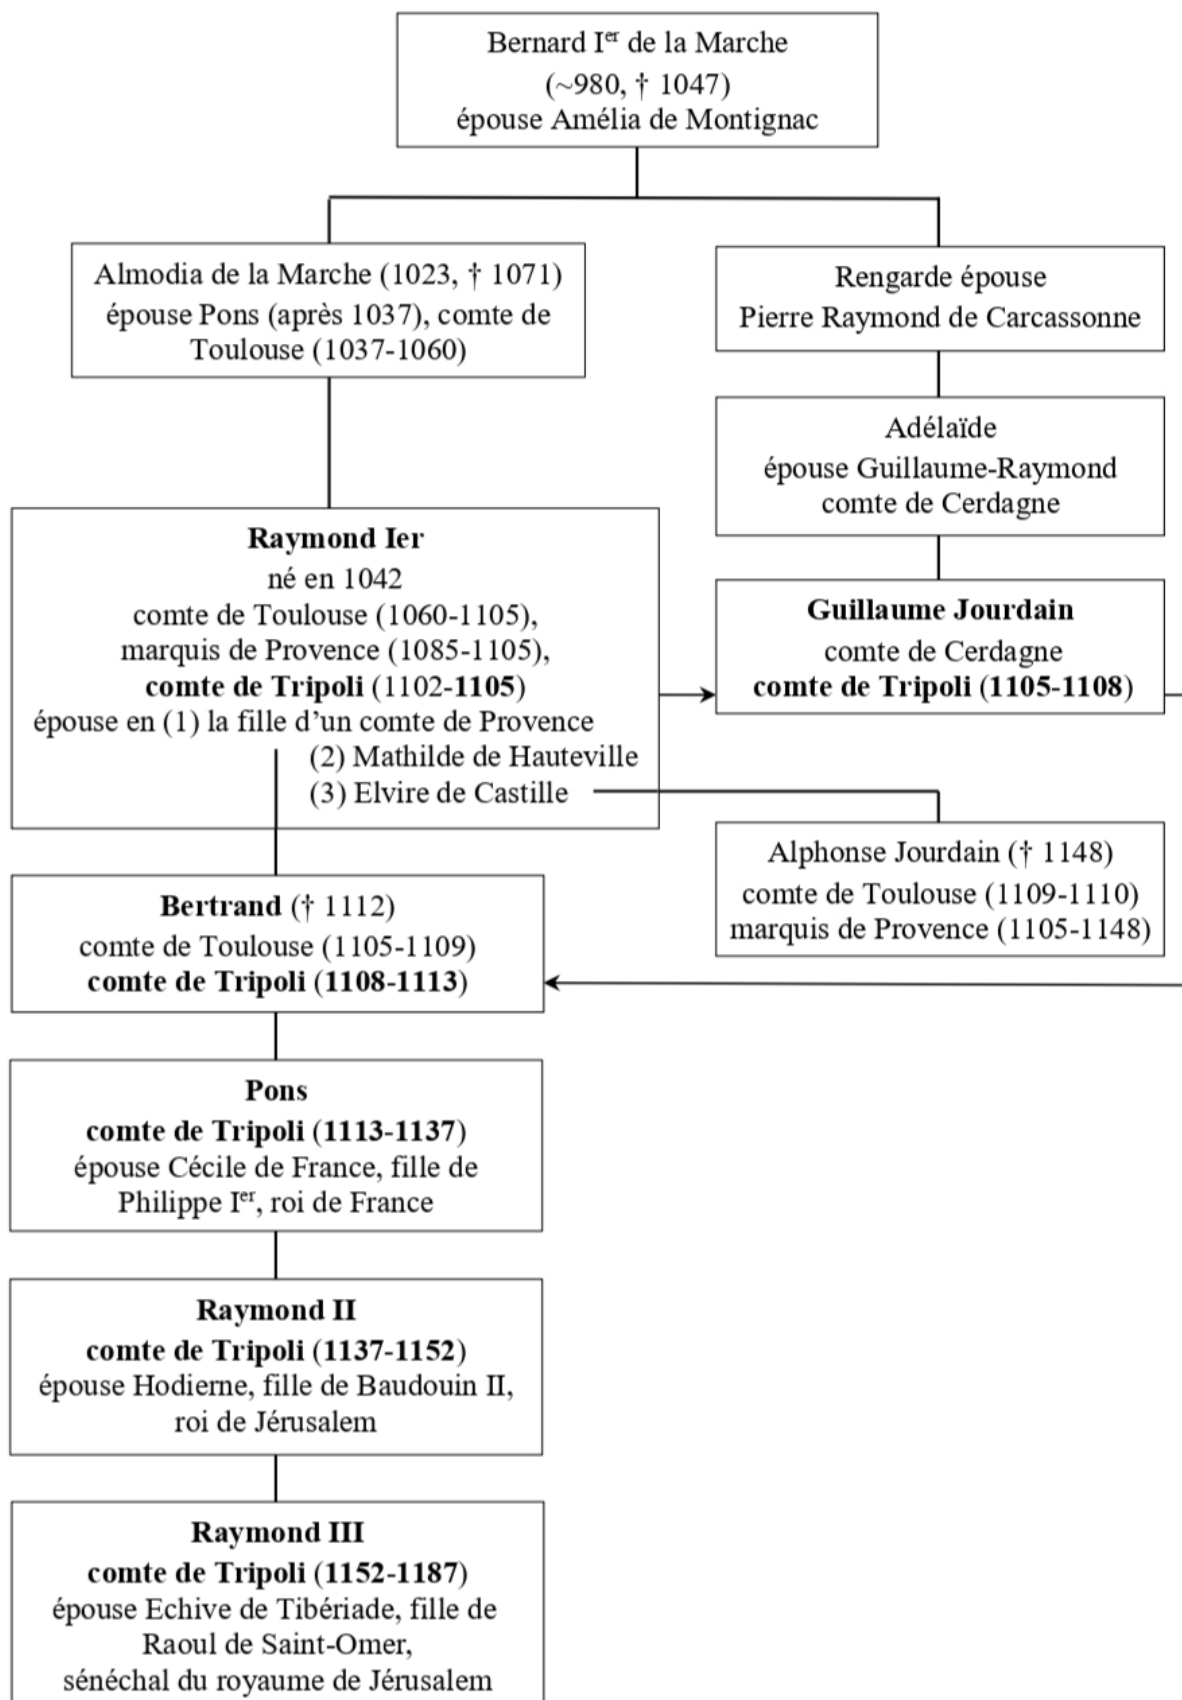 Bernard Iᵉʳ de la Marche
(~980, † 1047)
épouse Amélia de Montignac
Almodia de la Marche (1023, † 1071)
épouse Pons (après 1037), comte de
Toulouse (1037-1060)
Rengarde épouse
Pierre Raymond de Carcassonne
Adélaïde
épouse Guillaume-Raymond
comte de Cerdagne
Raymond Ier
né en 1042
comte de Toulouse (1060-1105),
marquis de Provence (1085-1105),
comte de Tripoli (1102-1105)
épouse en (1) la fille d’un comte de Provence
(2) Mathilde de Hauteville
(3) Elvire de Castille
Guillaume Jourdain
comte de Cerdagne
comte de Tripoli (1105-1108)
Alphonse Jourdain († 1148)
comte de Toulouse (1109-1110)
marquis de Provence (1105-1148)
Bertrand († 1112)
comte de Toulouse (1105-1109)
comte de Tripoli (1108-1113)
Pons
comte de Tripoli (1113-1137)
épouse Cécile de France, fille de
Philippe Iᵉʳ, roi de France
Raymond II
comte de Tripoli (1137-1152)
épouse Hodierne, fille de Baudouin II,
roi de Jérusalem
Raymond III
comte de Tripoli (1152-1187)
épouse Echive de Tibériade, fille de
Raoul de Saint-Omer,
sénéchal du royaume de Jérusalem